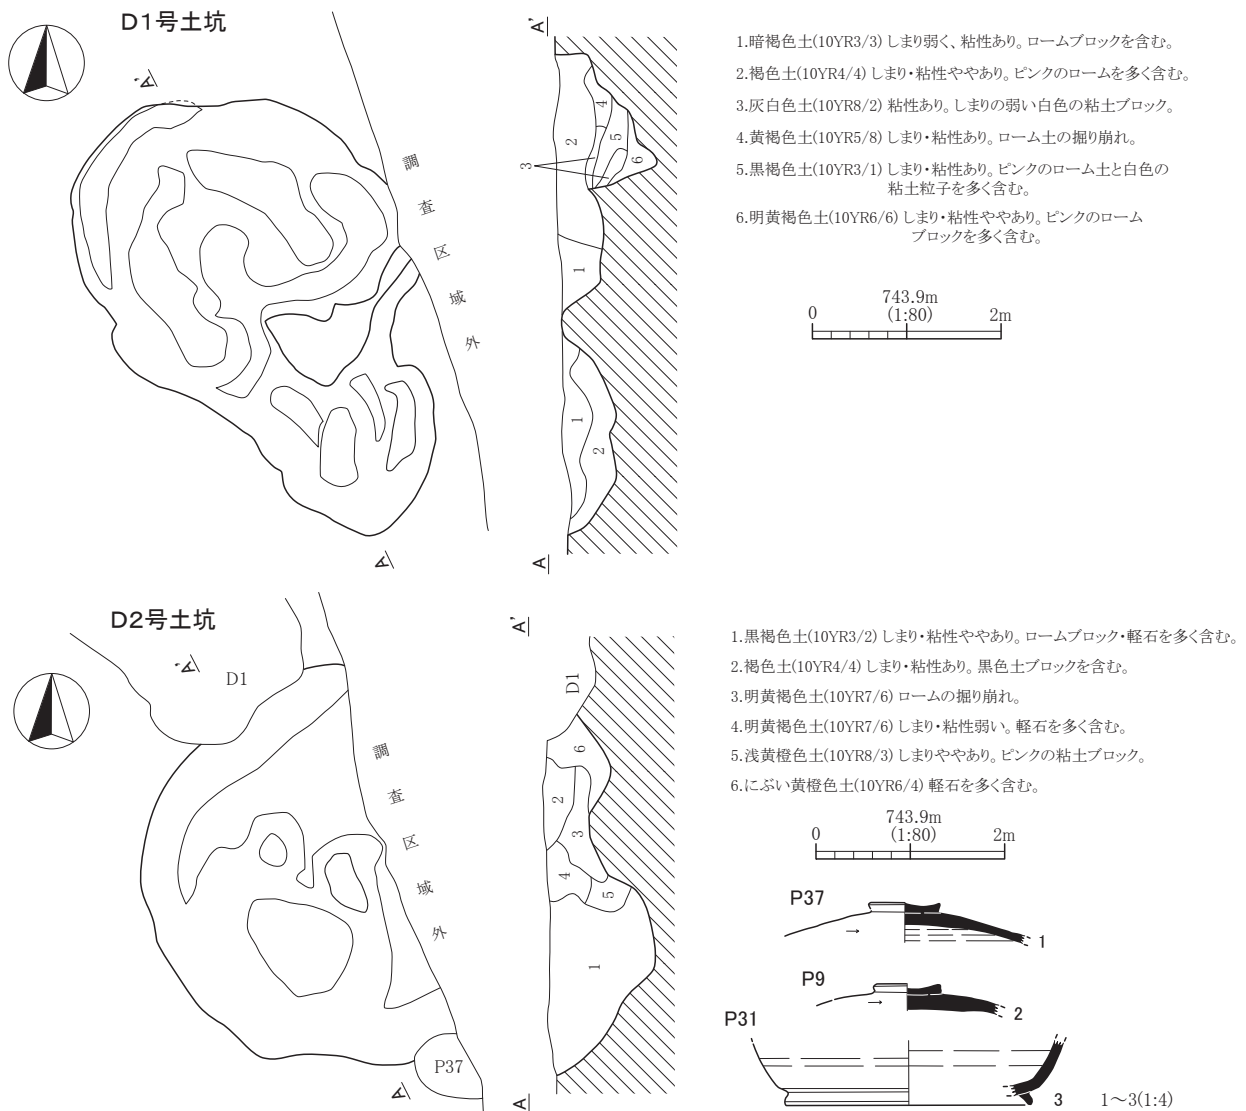 D1号土坑
A'
A'
調査区域外
2
4
5
6
3
1
1
2
A
A
1.暗褐色土(10YR3/3) しまり弱く、粘性あり。ロームブロックを含む。
2.褐色土(10YR4/4) しまり・粘性ややあり。ピンクのロームを多く含む。
3.灰白色土(10YR8/2) 粘性あり。しまりの弱い白色の粘土ブロック。
4.黄褐色土(10YR5/8) しまり・粘性あり。ローム土の掘り崩れ。
5.黒褐色土(10YR3/1) しまり・粘性あり。ピンクのローム土と白色の
粘土粒子を多く含む。
6.明黄褐色土(10YR6/6) しまり・粘性ややあり。ピンクのローム
ブロックを多く含む。
743.9m
0 (1:80) 2m
D2号土坑
A'
D1
調査区域外
P37
A
A'
D1
6
2
3
4
5
1
A
1.黒褐色土(10YR3/2) しまり・粘性ややあり。ロームブロック・軽石を多く含む。
2.褐色土(10YR4/4) しまり・粘性あり。黒色土ブロックを含む。
3.明黄褐色土(10YR7/6) ロームの掘り崩れ。
4.明黄褐色土(10YR7/6) しまり・粘性弱い。軽石を多く含む。
5.浅黄橙色土(10YR8/3) しまりややあり。ピンクの粘土ブロック。
6.にぶい黄橙色土(10YR6/4) 軽石を多く含む。
743.9m
0 (1:80) 2m
P37
1
P9
2
P31
3
1～3(1:4)